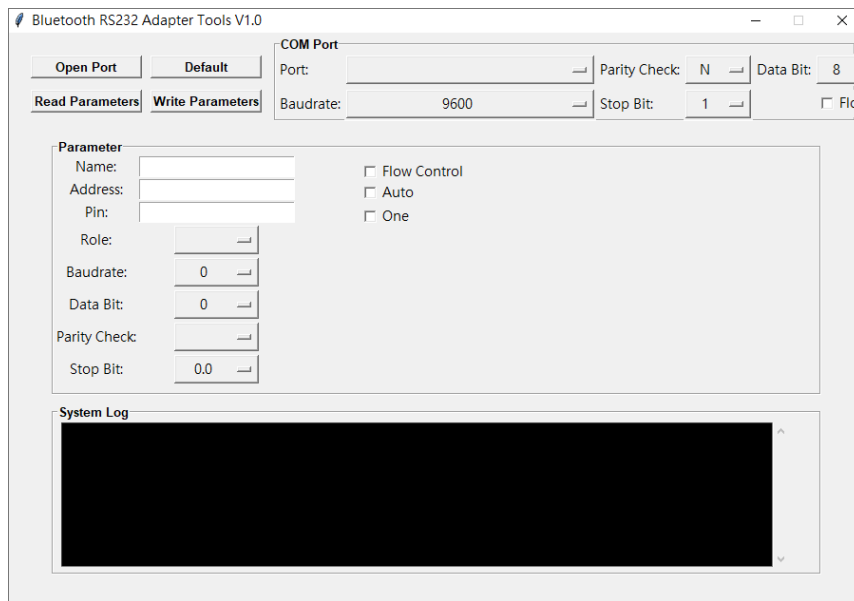 Bluetooth RS232 Adapter Tools V1.0
COM Port
Open Port Default Port: Parity Check: N Data Bit: 8
Read Parameters Write Parameters Baudrate: 9600 Stop Bit: 1 Flo
Parameter
Name: Flow Control
Address: Auto
Pin: One
Role:
Baudrate: 0
Data Bit: 0
Parity Check:
Stop Bit: 0.0
System Log